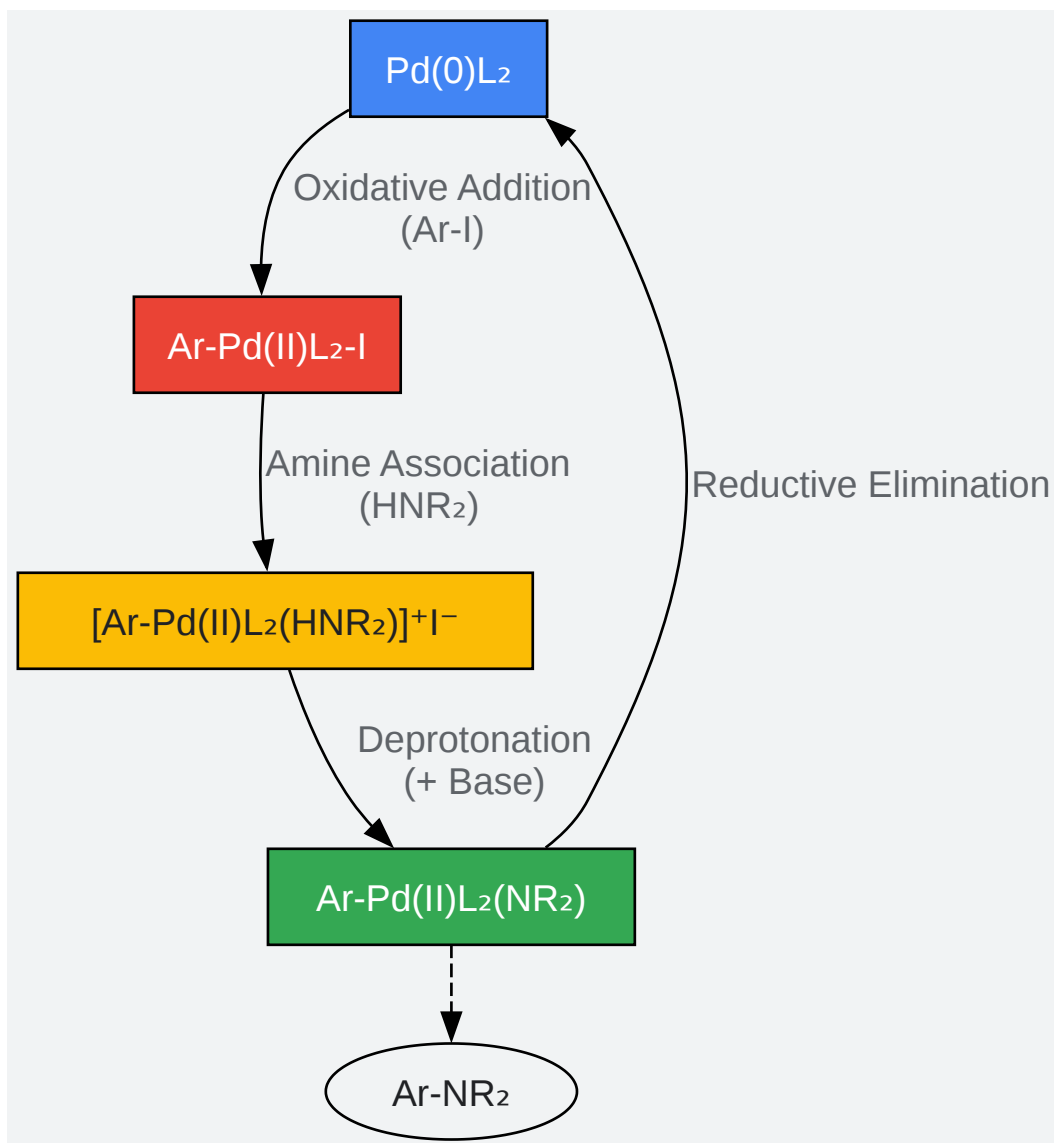 Pd(0)L₂
Oxidative Addition
(Ar-I)
Ar-Pd(II)L₂-I
Amine Association
(HNR₂)
Reductive Elimination
[Ar-Pd(II)L₂(HNR₂)]⁺I⁻
Deprotonation
(+ Base)
Ar-Pd(II)L₂(NR₂)
Ar-NR₂